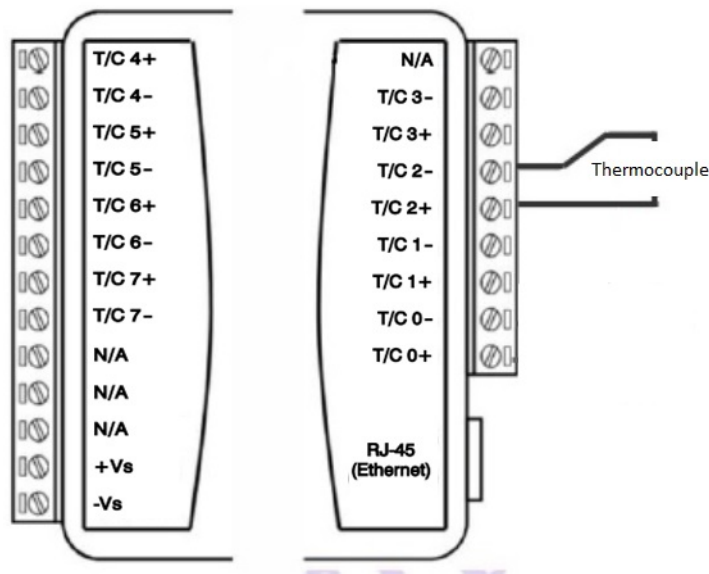 T/C 4+
T/C 4-
T/C 5+
T/C 5-
T/C 6+
T/C 6-
T/C 7+
T/C 7-
N/A
N/A
N/A
+Vs
-Vs
N/A
T/C 3-
T/C 3+
T/C 2-
T/C 2+
T/C 1-
T/C 1+
T/C 0-
T/C 0+
RJ-45
(Ethernet)
Thermocouple